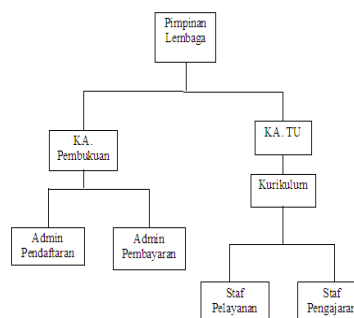 Pimpinan
Lembaga
KA.
Pembukuan
KA. TU
Kurikulum
Admin
Pendaftaran
Admin
Pembayaran
Staf
Pelayanan
Staf
Pengajaran